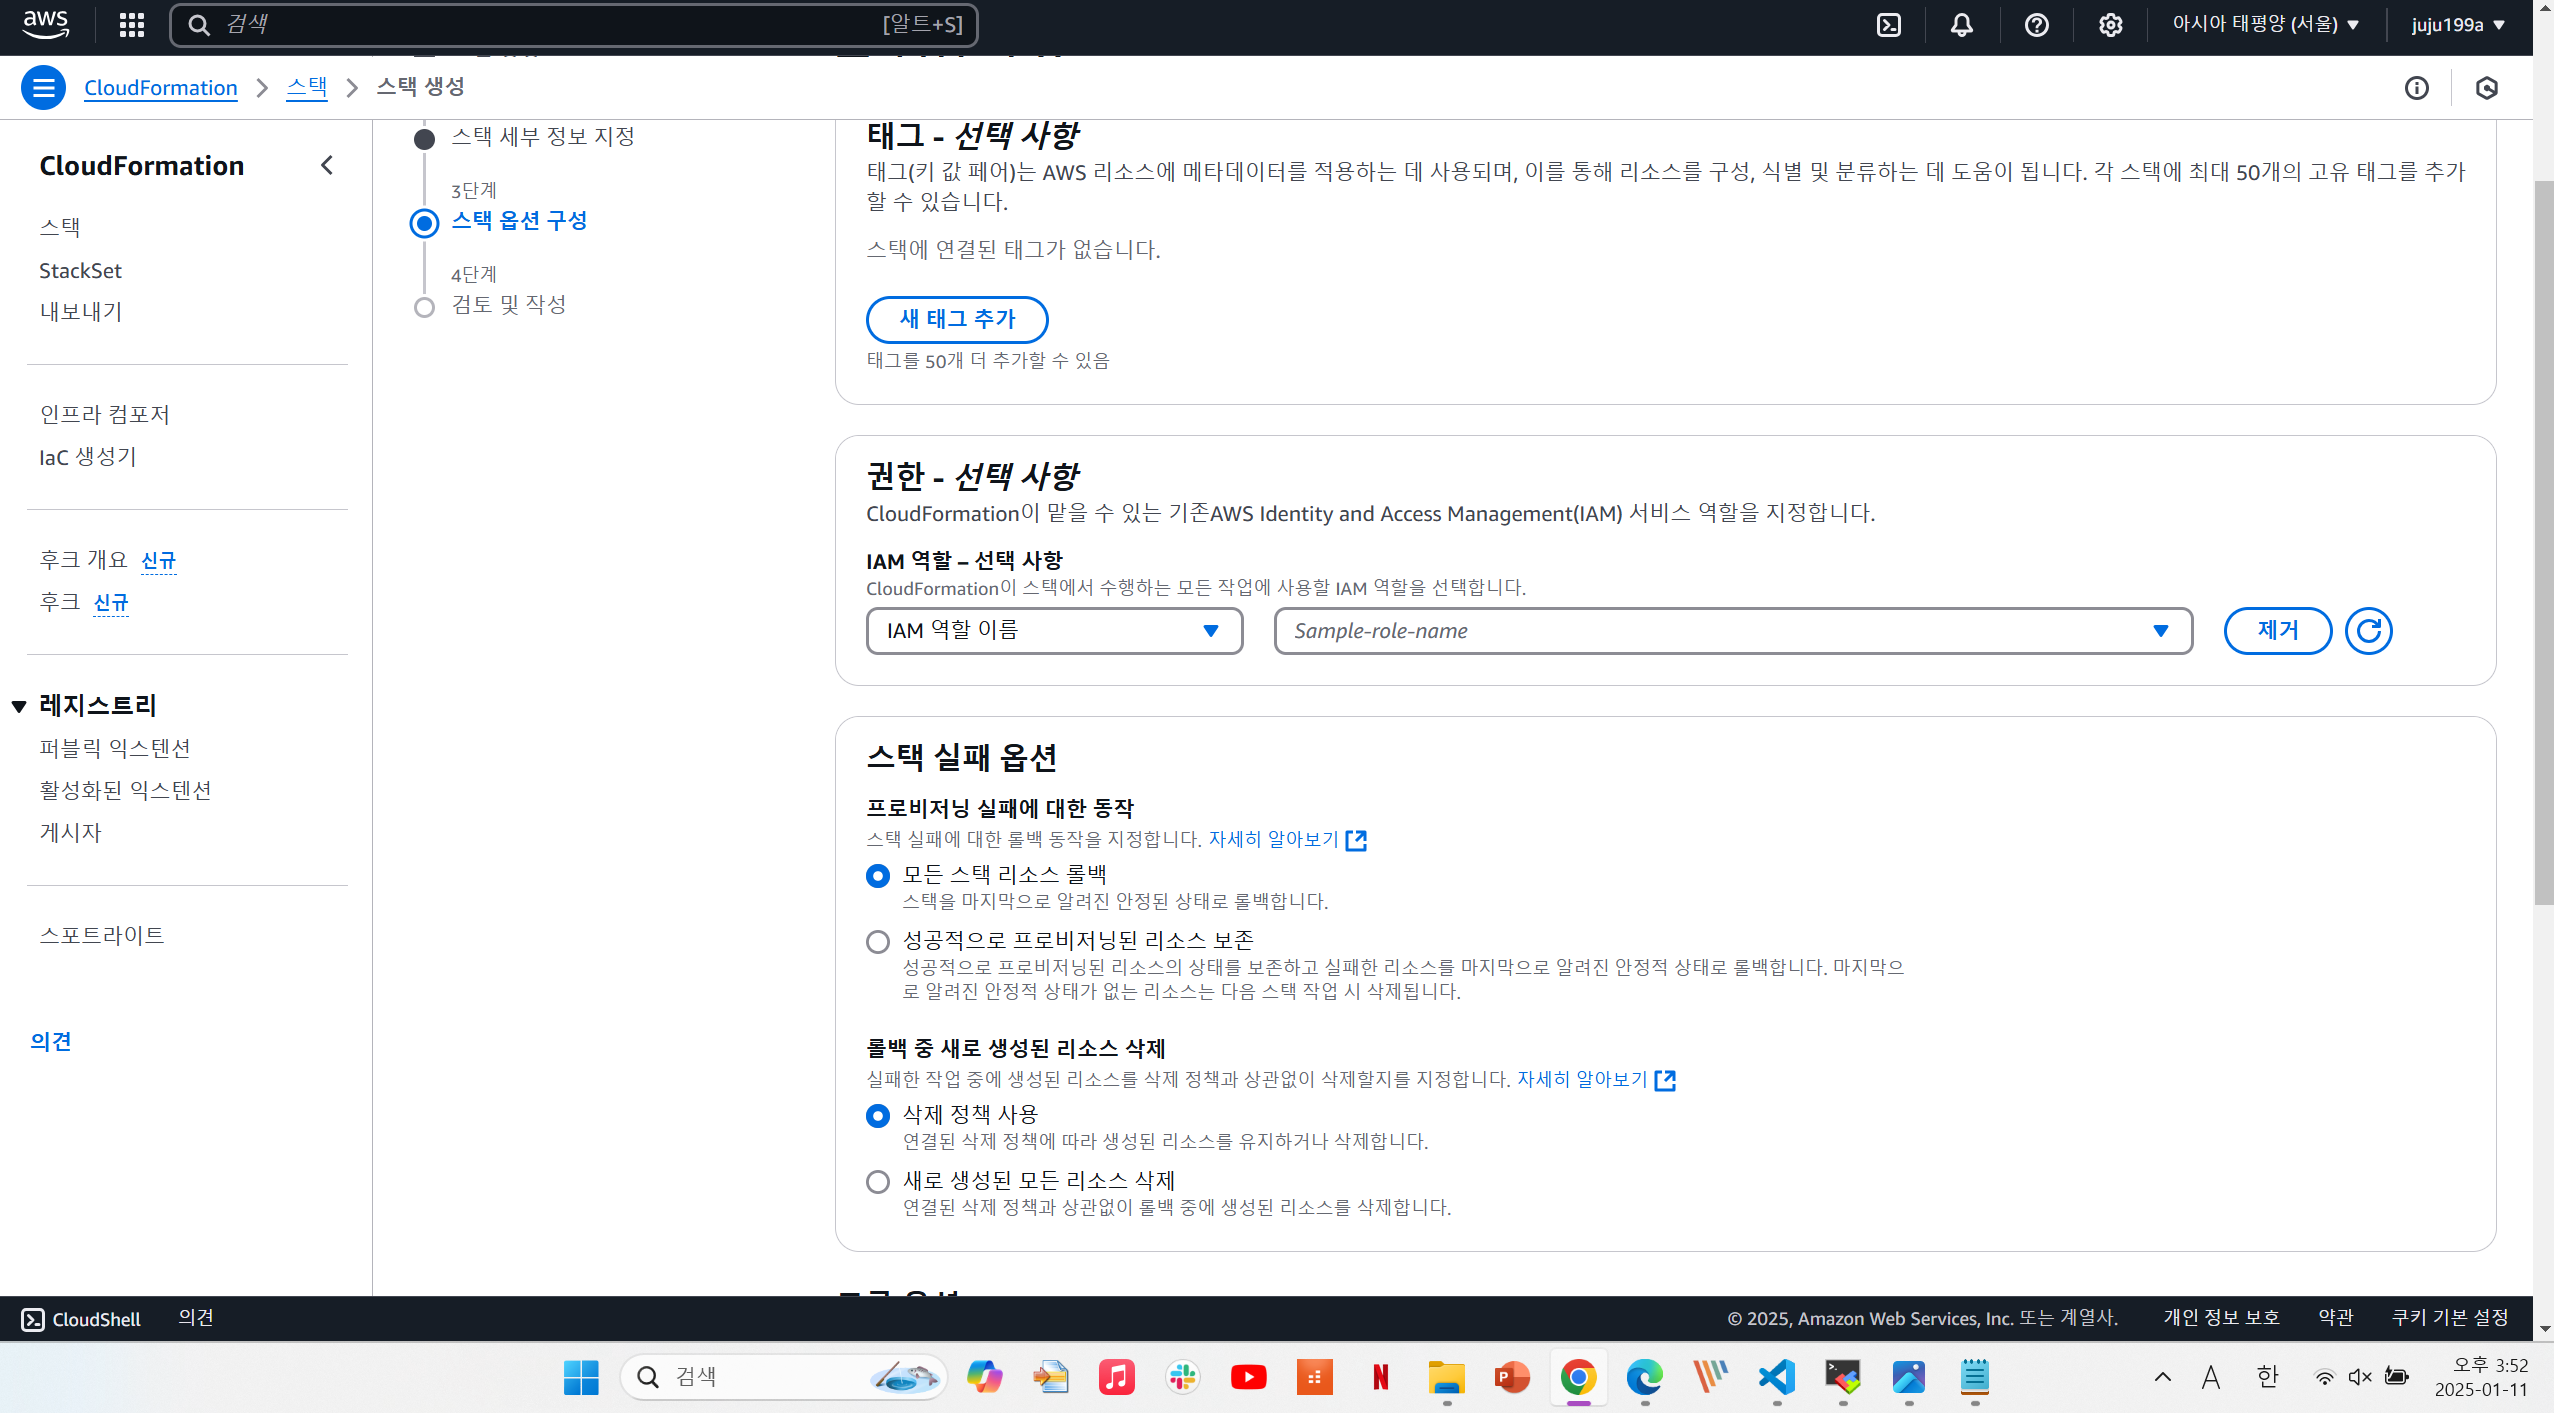 aws
검색
[알트+S]
아시아 태평양 (서울)
juju199a
CloudFormation
스택
스택 생성
CloudFormation
스택
StackSet
내보내기
인프라 컴포저
IaC 생성기
후크 개요 신규
후크 신규
레지스트리
퍼블릭 익스텐션
활성화된 익스텐션
게시자
스포트라이트
의견
스택 세부 정보 지정
3단계
스택 옵션 구성
4단계
검토 및 작성
태그 - 선택 사항
태그(키 값 페어)는 AWS 리소스에 메타데이터를 적용하는 데 사용되며, 이를 통해 리소스를 구성, 식별 및 분류하는 데 도움이 됩니다. 각 스택에 최대 50개의 고유 태그를 추가
할 수 있습니다.
스택에 연결된 태그가 없습니다.
새 태그 추가
태그를 50개 더 추가할 수 있음
권한 - 선택 사항
CloudFormation이 맡을 수 있는 기존AWS Identity and Access Management(IAM) 서비스 역할을 지정합니다.
IAM 역할 – 선택 사항
CloudFormation이 스택에서 수행하는 모든 작업에 사용할 IAM 역할을 선택합니다.
IAM 역할 이름
Sample-role-name
제거
스택 실패 옵션
프로비저닝 실패에 대한 동작
스택 실패에 대한 롤백 동작을 지정합니다. 자세히 알아보기
모든 스택 리소스 롤백
스택을 마지막으로 알려진 안정된 상태로 롤백합니다.
성공적으로 프로비저닝된 리소스 보존
성공적으로 프로비저닝된 리소스의 상태를 보존하고 실패한 리소스를 마지막으로 알려진 안정적 상태로 롤백합니다. 마지막으
로 알려진 안정적 상태가 없는 리소스는 다음 스택 작업 시 삭제됩니다.
롤백 중 새로 생성된 리소스 삭제
실패한 작업 중에 생성된 리소스를 삭제 정책과 상관없이 삭제할지를 지정합니다. 자세히 알아보기
삭제 정책 사용
연결된 삭제 정책에 따라 생성된 리소스를 유지하거나 삭제합니다.
새로 생성된 모든 리소스 삭제
연결된 삭제 정책과 상관없이 롤백 중에 생성된 리소스를 삭제합니다.
CloudShell
의견
© 2025, Amazon Web Services, Inc. 또는 계열사.
개인 정보 보호
약관
쿠키 기본 설정
검색
A
한
오후 3:52
2025-01-11